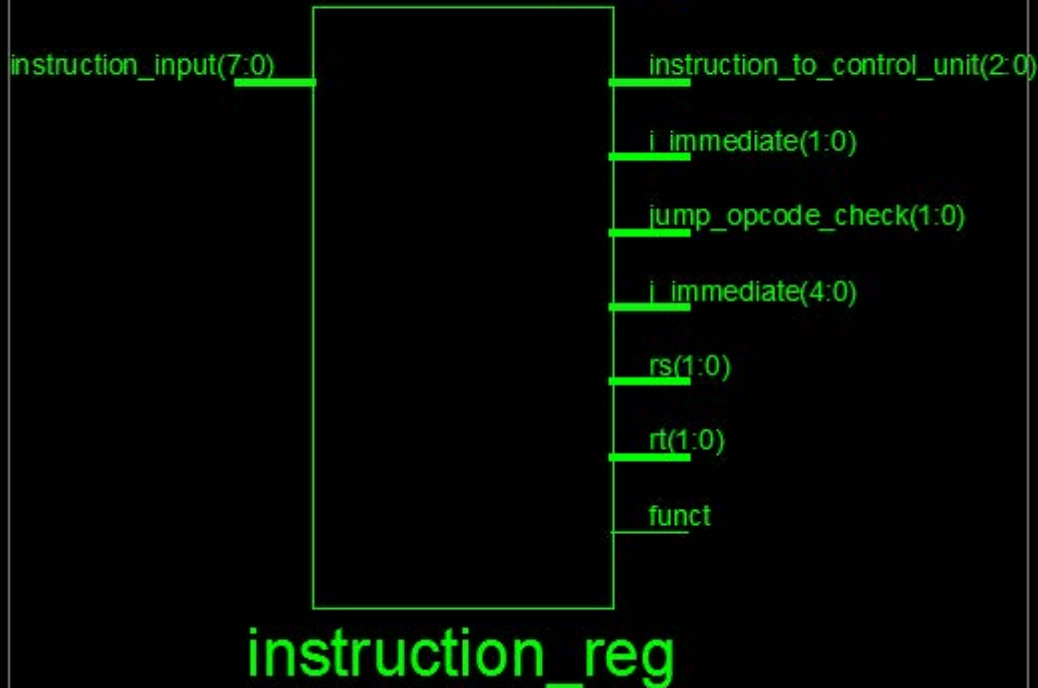 instruction_input(7:0)
instruction_to_control_unit(2:0)
i_immediate(1:0)
jump_opcode_check(1:0)
j_immediate(4:0)
rs(1:0)
rt(1:0)
funct
instruction_reg